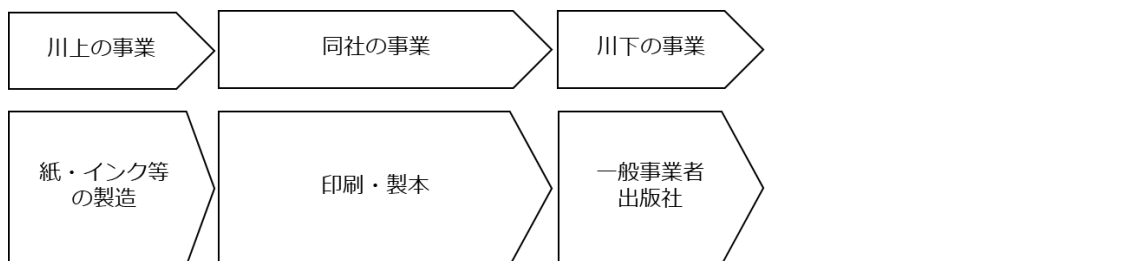 川上の事業
同社の事業
川下の事業
紙・インク等
の製造
印刷・製本
一般事業者
出版社